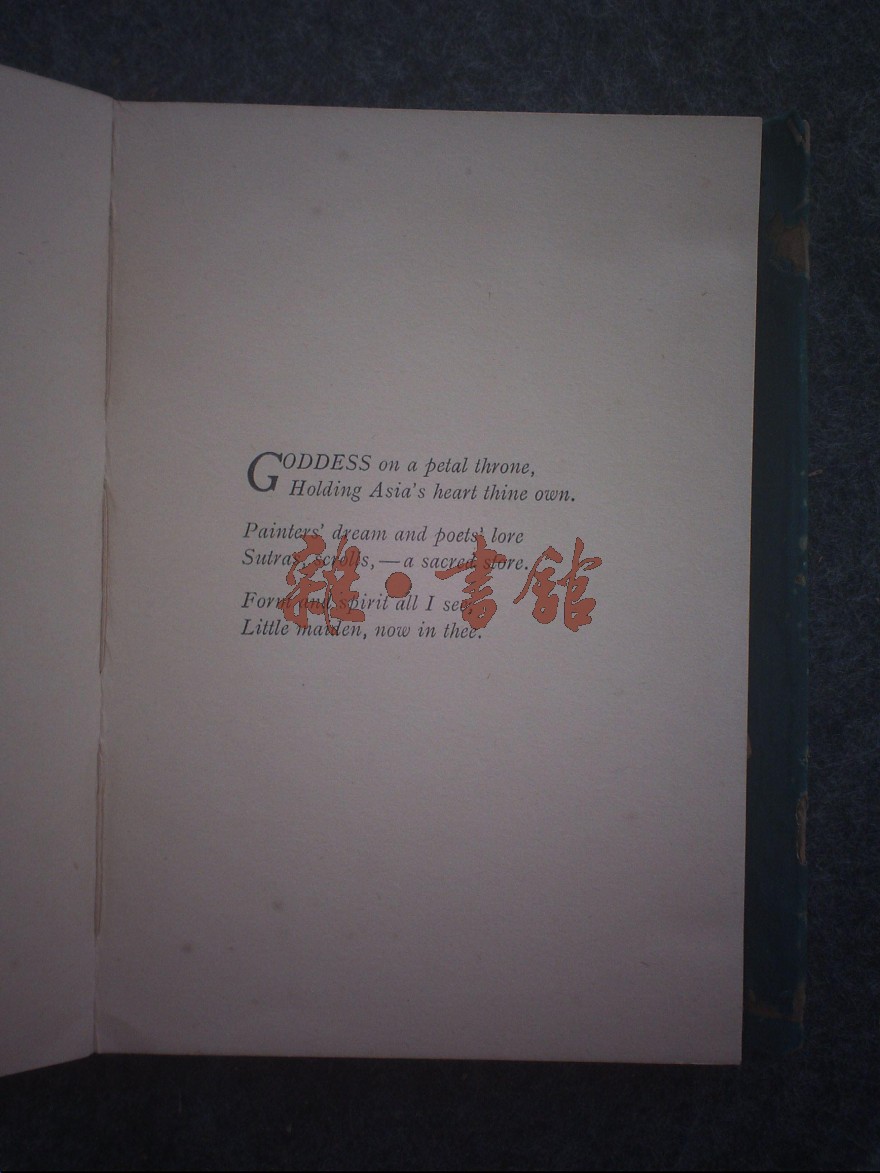 GODDESS on a petal throne,
Holding Asia's heart thine own.
Painters' dream and poets' lore
Sutras, scrolls,—a sacred store.
Form and spirit all I see,
Little maiden, now in thee.
雜·書館